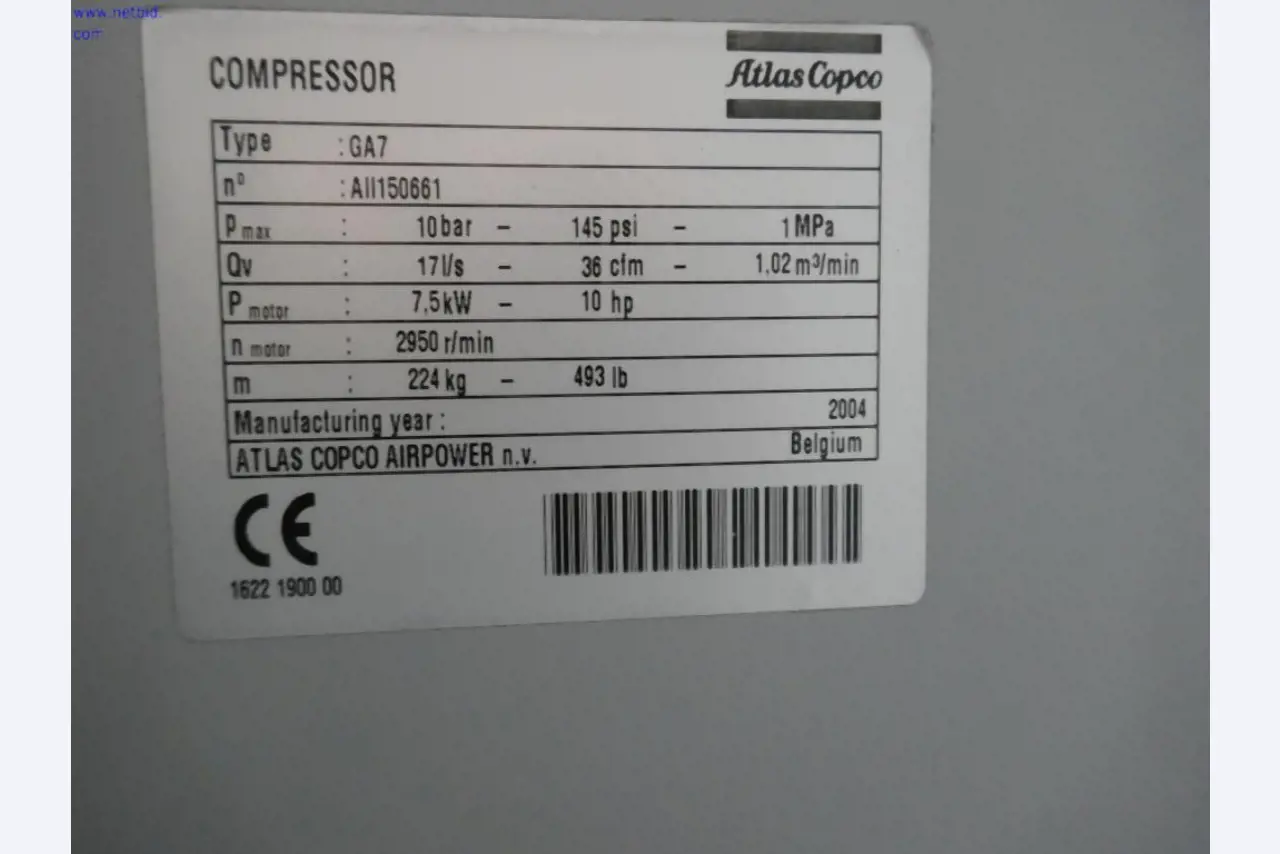 www.netbid.
com
COMPRESSOR
Atlas Copco
Type : GA7
nº : AII150661
Pmax : 10 bar – 145 psi – 1 MPa
Qv : 17 l/s – 36 cfm – 1,02 m³/min
P motor : 7,5 kW – 10 hp
n motor : 2950 r/min
m : 224 kg – 493 lb
Manufacturing year : 2004
ATLAS COPCO AIRPOWER n.v. Belgium
CE
1622 1900 00